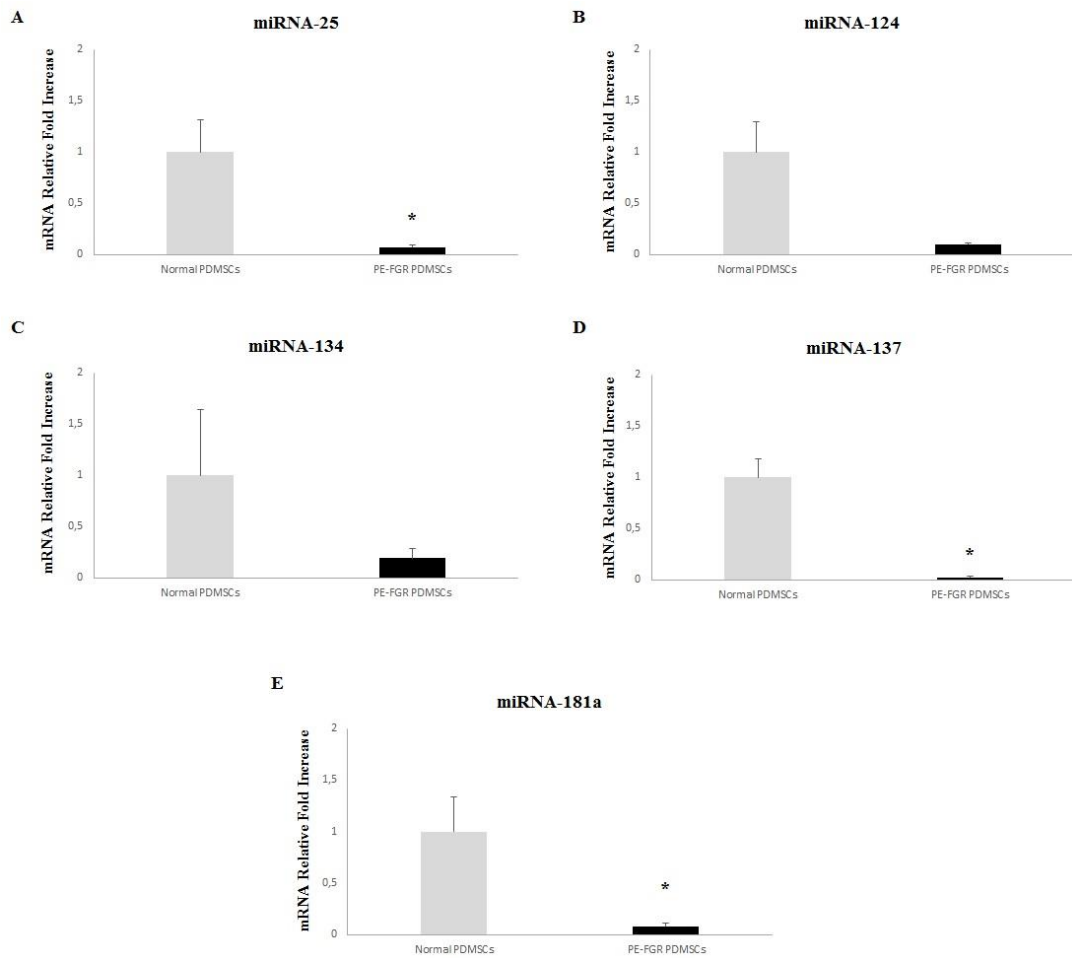 A
miRNA-25
mRNA Relative Fold Increase
2
1,5
1
0,5
0
*
Normal PDMSCs
PE-FGR PDMSCs
B
miRNA-124
mRNA Relative Fold Increase
2
1,5
1
0,5
0
Normal PDMSCs
PE-FGR PDMSCs
C
miRNA-134
mRNA Relative Fold Increase
2
1,5
1
0,5
0
Normal PDMSCs
PE-FGR PDMSCs
D
miRNA-137
mRNA Relative Fold Increase
2
1,5
1
0,5
0
*
Normal PDMSCs
PE-FGR PDMSCs
E
miRNA-181a
mRNA Relative Fold Increase
2
1,5
1
0,5
0
*
Normal PDMSCs
PE-FGR PDMSCs